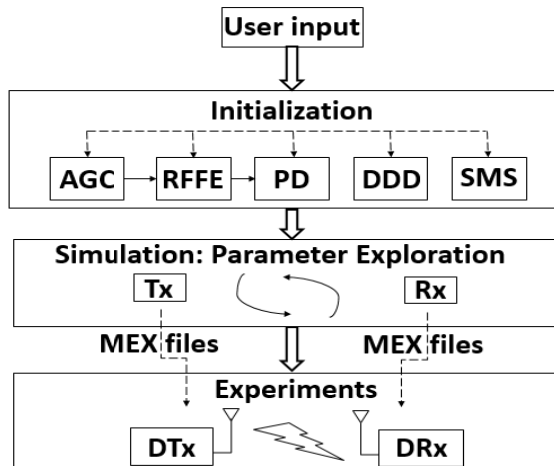 User input
Initialization
AGC RFFE PD DDD SMS
Simulation: Parameter Exploration
Tx Rx
MEX files MEX files
Experiments
DTx DRx